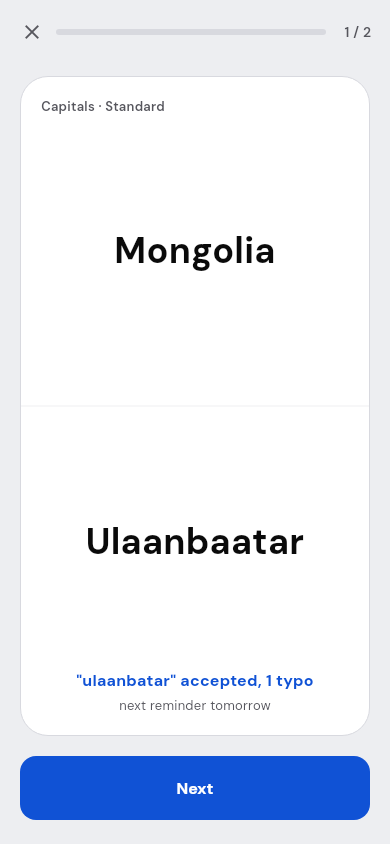 1 / 2
Capitals · Standard
Mongolia
Ulaanbaatar
"ulaanbatar" accepted, 1 typo
next reminder tomorrow
Next